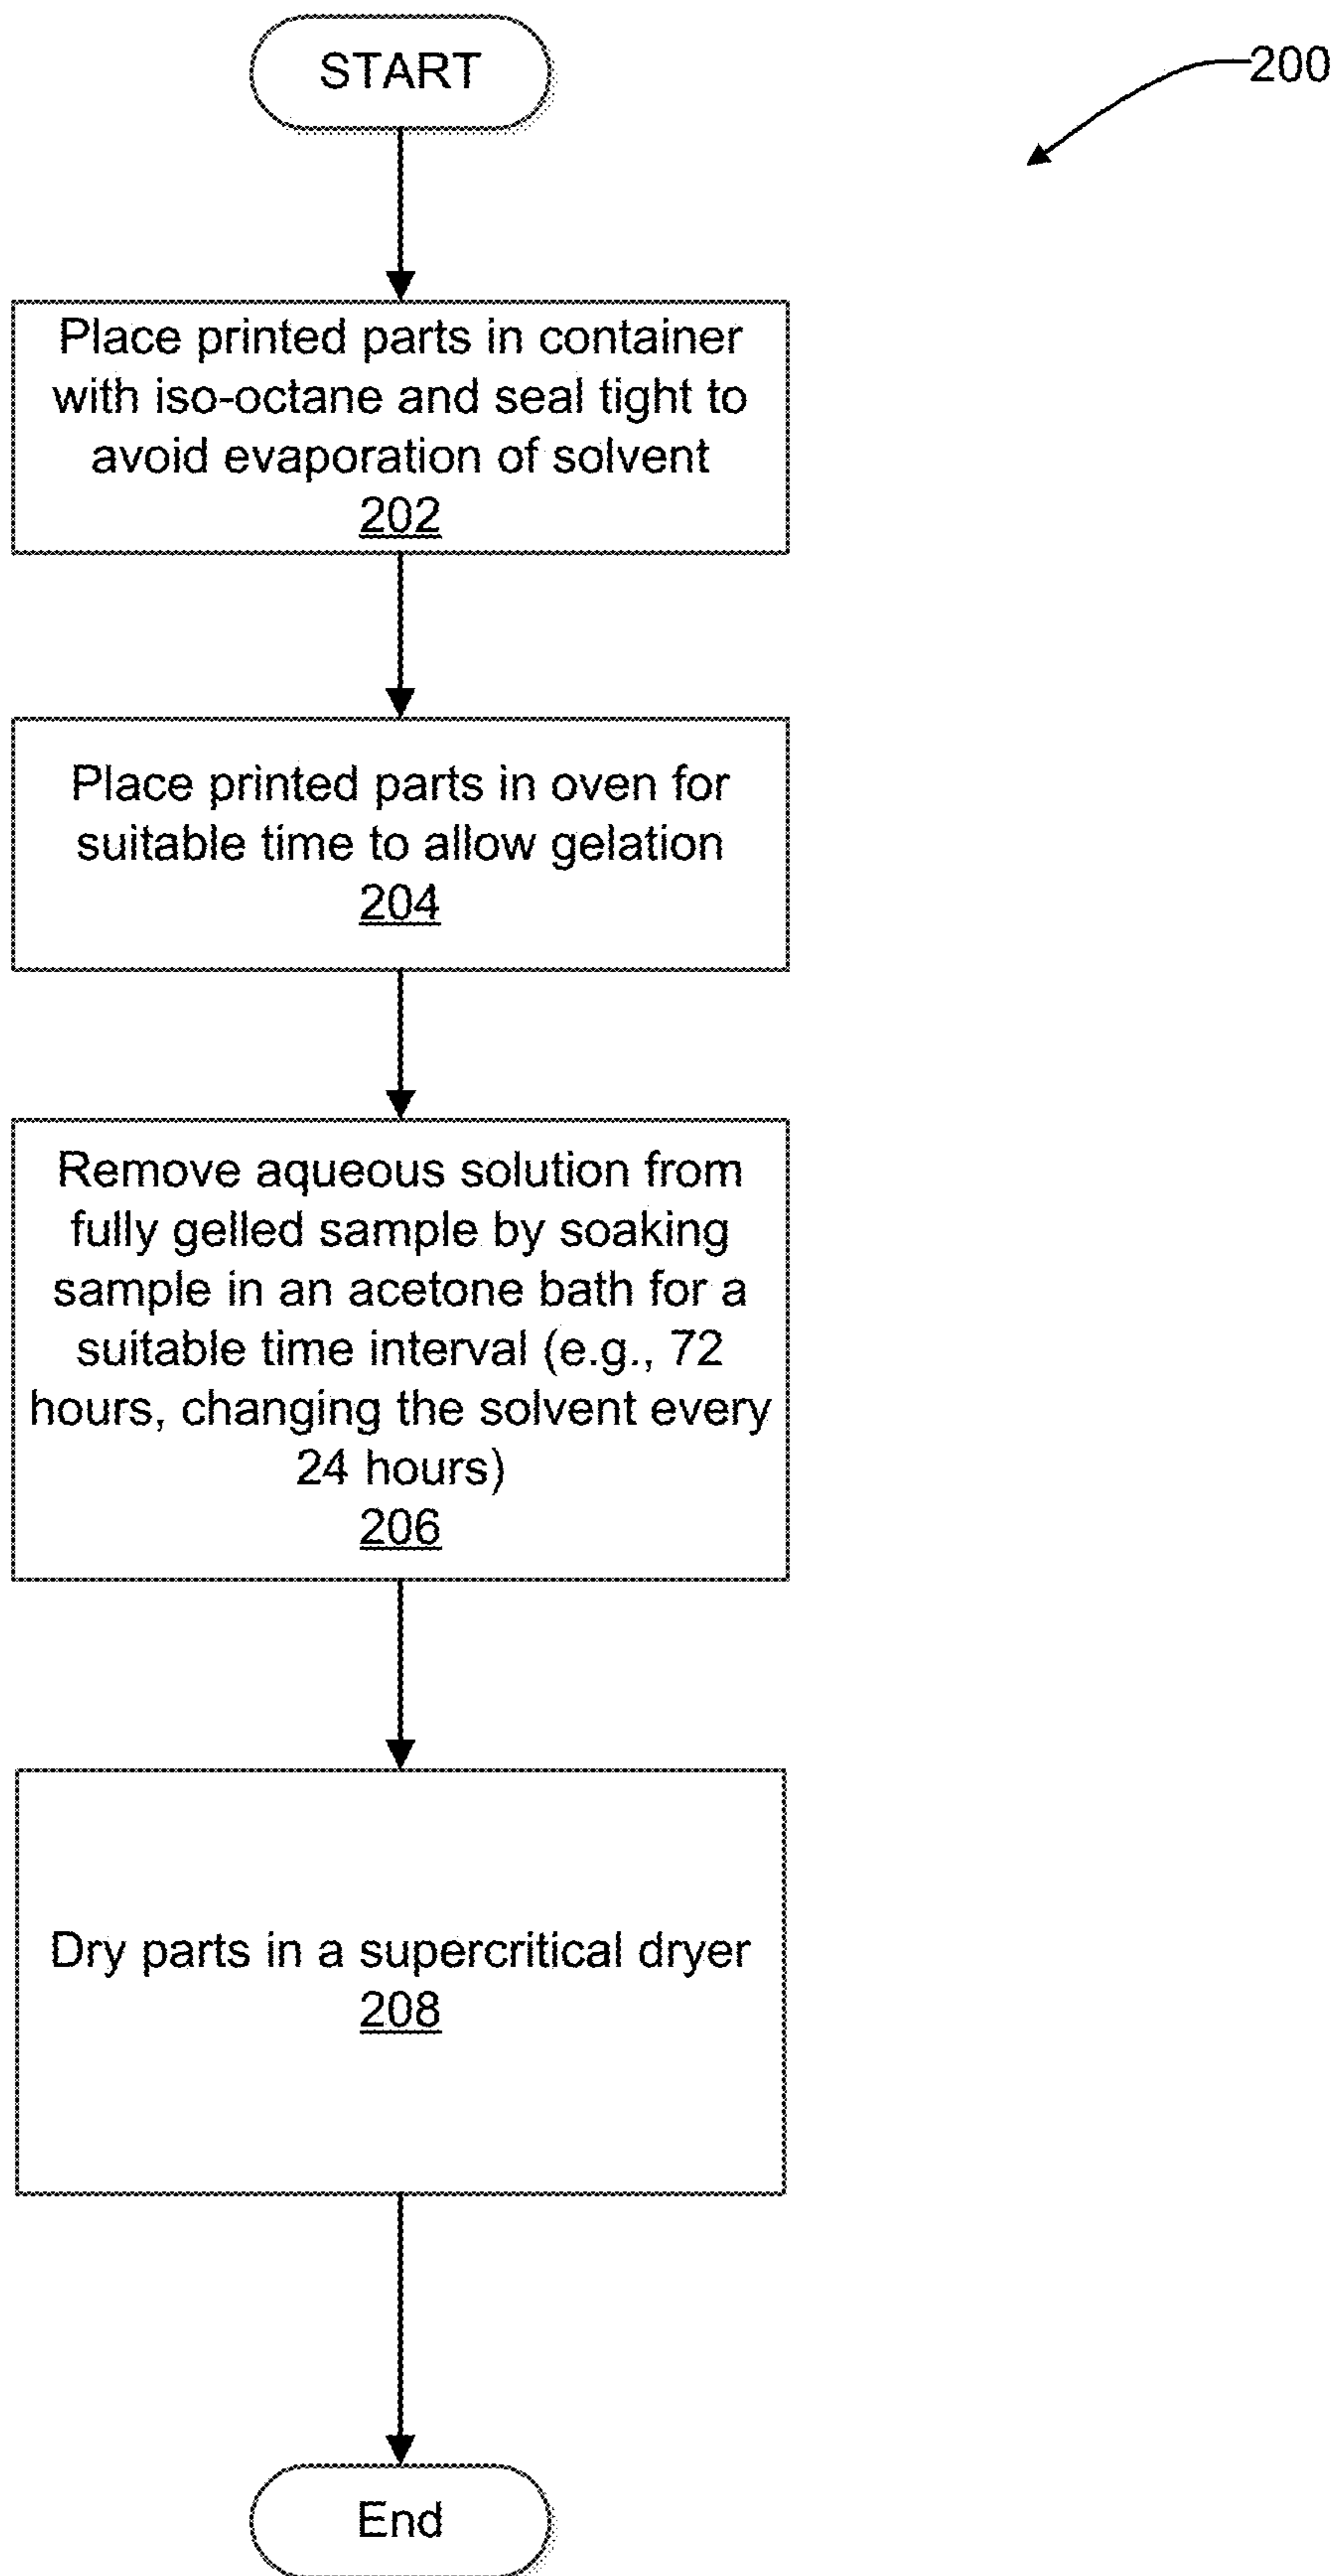 START
200
Place printed parts in container
with iso-octane and seal tight to
avoid evaporation of solvent
202
Place printed parts in oven for
suitable time to allow gelation
204
Remove aqueous solution from
fully gelled sample by soaking
sample in an acetone bath for a
suitable time interval (e.g., 72
hours, changing the solvent every
24 hours)
206
Dry parts in a supercritical dryer
208
End